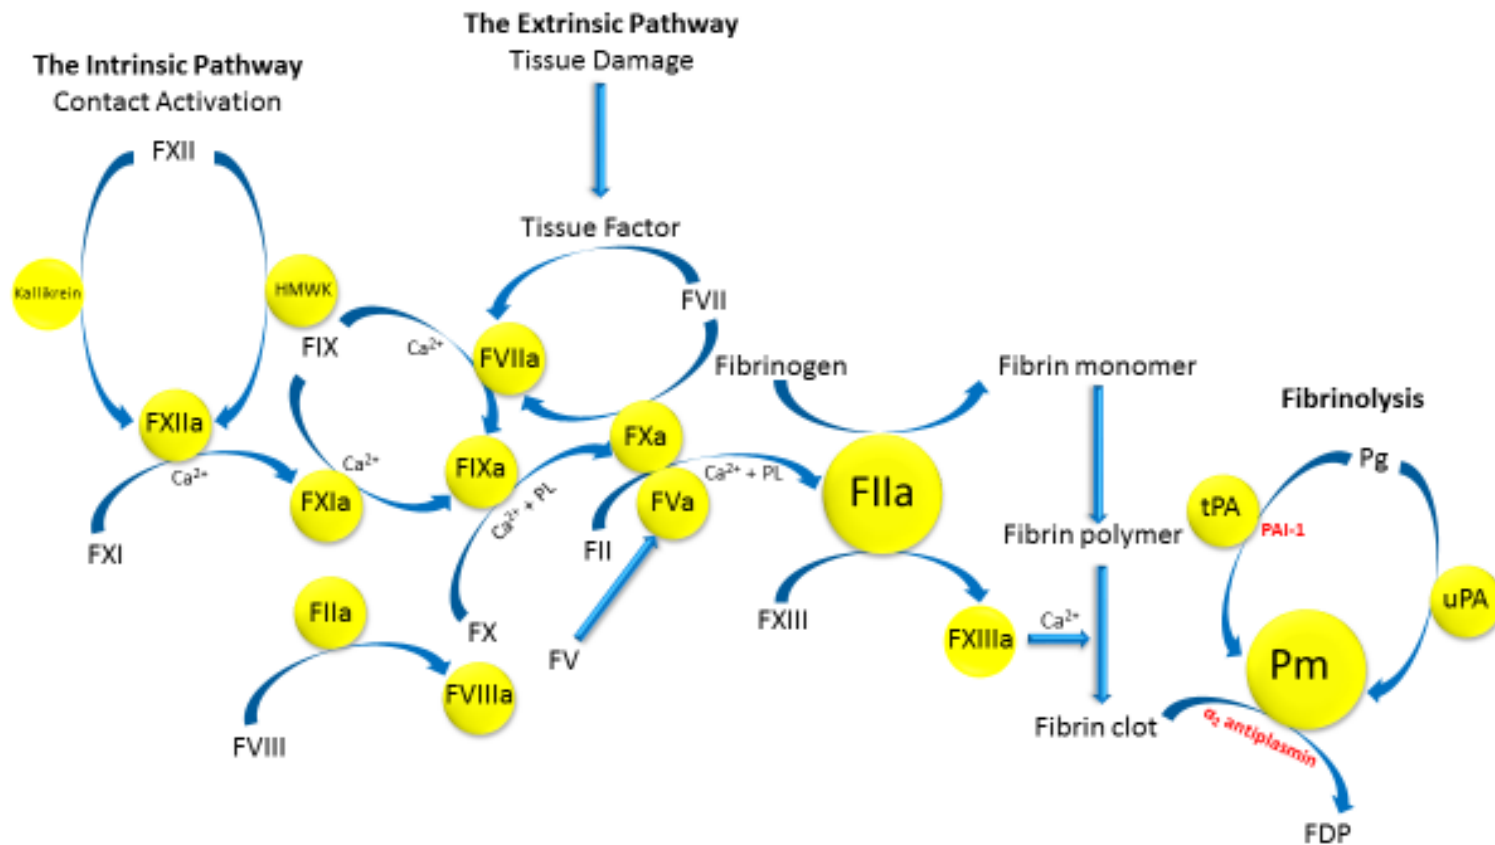 The Extrinsic Pathway
Tissue Damage
The Intrinsic Pathway
Contact Activation
FXII
Tissue Factor
Kallikrein
HMWK
FVII
FIX
Ca²⁺
FVIIa
Fibrinogen
Fibrin monomer
Fibrinolysis
FXIIa
FXa
Ca²⁺
Ca²⁺
FIXa
Ca²⁺ + PL
Pg
FXIa
Ca²⁺ + PL
FVa
FIIa
tPA
PAI-1
FXI
FII
Fibrin polymer
FIIa
FX
FXIII
FXIIIa
Ca²⁺
uPA
FV
Pm
FVIIIa
FVIII
Fibrin clot
α₂ antiplasmin
FDP